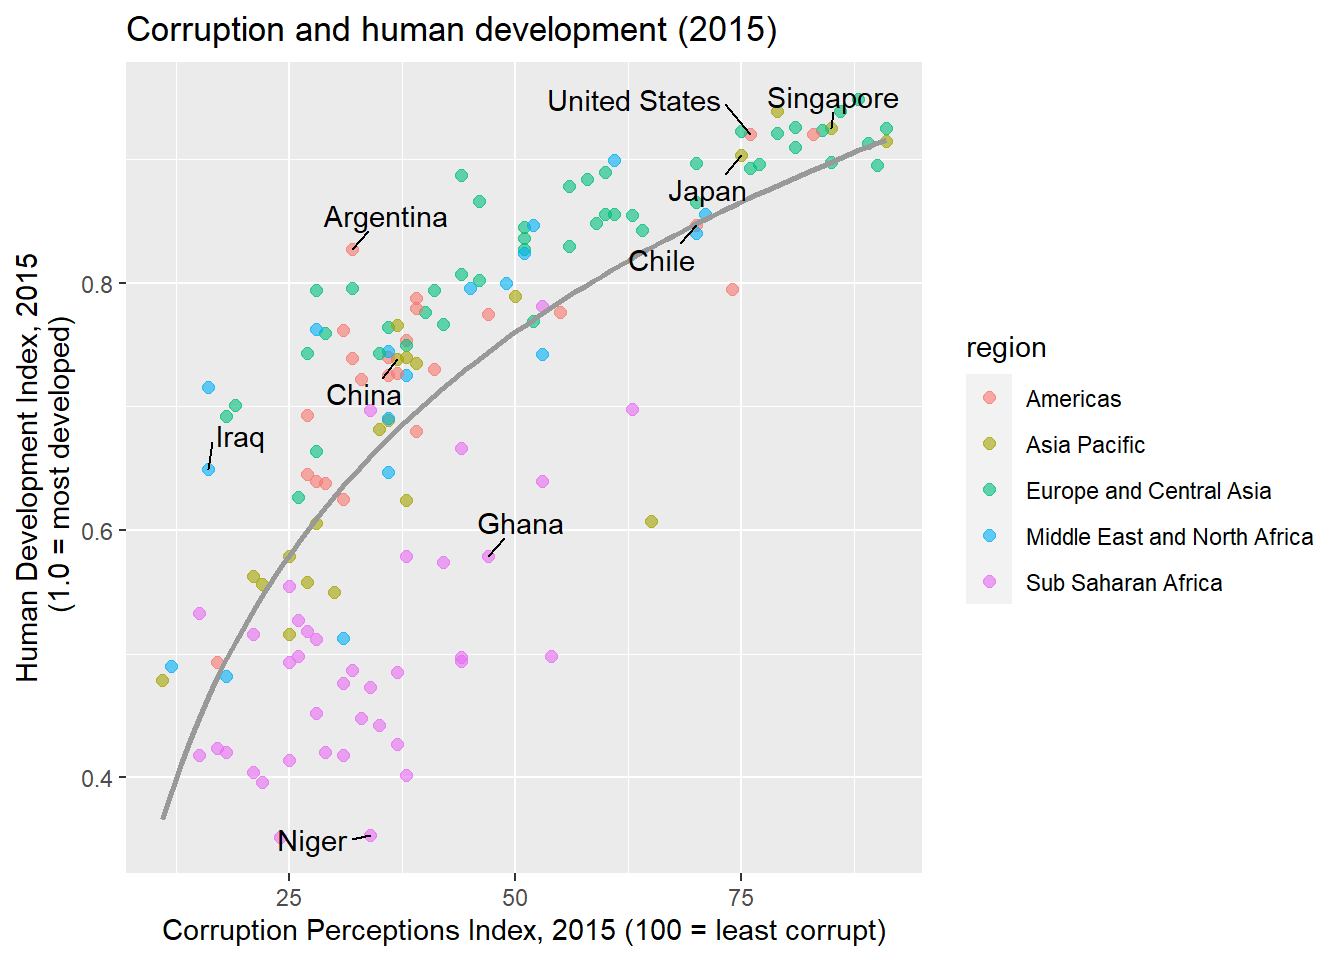 Corruption and human development (2015)
Human Development Index, 2015
(1.0 = most developed)
0.8
0.6
0.4
United States
Singapore
Japan
Argentina
Chile
China
Iraq
Ghana
Niger
25
50
75
Corruption Perceptions Index, 2015 (100 = least corrupt)
region
Americas
Asia Pacific
Europe and Central Asia
Middle East and North Africa
Sub Saharan Africa